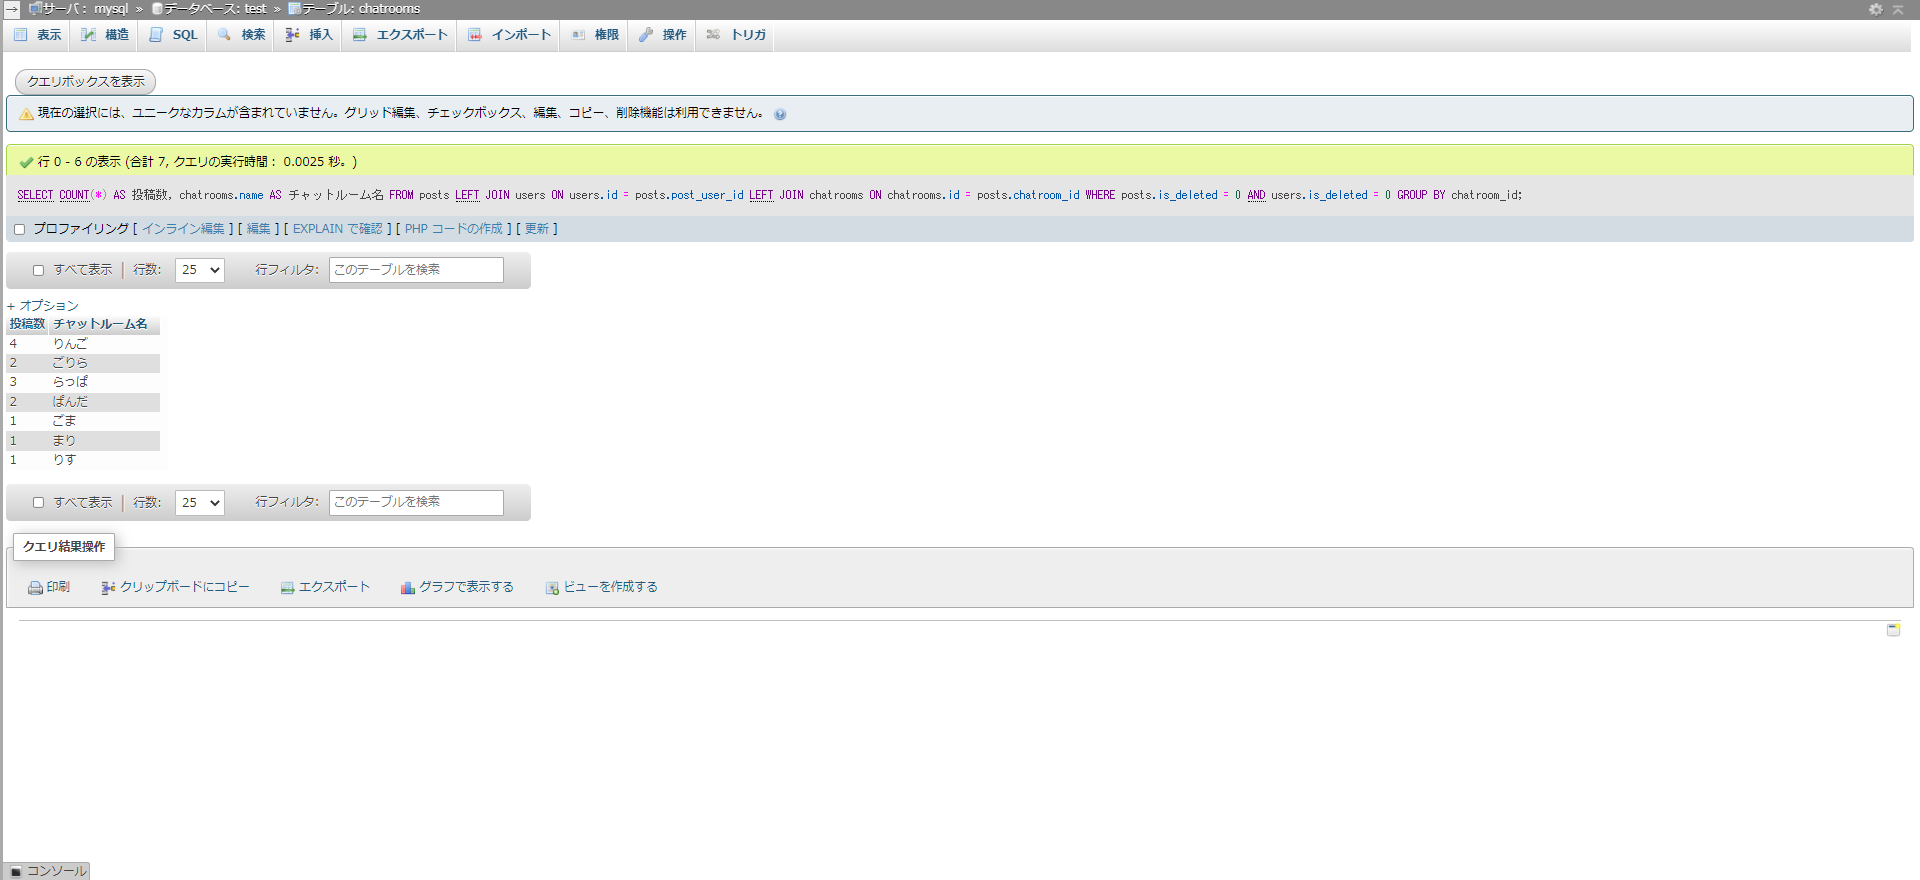 サーバ： mysql » データベース: test » テーブル: chatrooms
表示 構造 SQL 検索 挿入 エクスポート インポート 権限 操作 トリガ
クエリボックスを表示
現在の選択には、ユニークなカラムが含まれていません。グリッド編集、チェックボックス、編集、コピー、削除機能は利用できません。
行 0 - 6 の表示 (合計 7, クエリの実行時間： 0.0025 秒。)
SELECT COUNT(*) AS 投稿数, chatrooms.name AS チャットルーム名 FROM posts LEFT JOIN users ON users.id = posts.post_user_id LEFT JOIN chatrooms ON chatrooms.id = posts.chatroom_id WHERE posts.is_deleted = 0 AND users.is_deleted = 0 GROUP BY chatroom_id;
プロファイリング [ インライン編集 ] [ 編集 ] [ EXPLAIN で確認 ] [ PHP コードの作成 ] [ 更新 ]
すべて表示 | 行数: 25 行フィルタ: このテーブルを検索
+ オプション
投稿数 チャットルーム名
4 りんご
2 ごりら
3 らっぱ
2 ぱんだ
1 ごま
1 まり
1 りす
すべて表示 | 行数: 25 行フィルタ: このテーブルを検索
クエリ結果操作
印刷 クリップボードにコピー エクスポート グラフで表示する ビューを作成する
コンソール